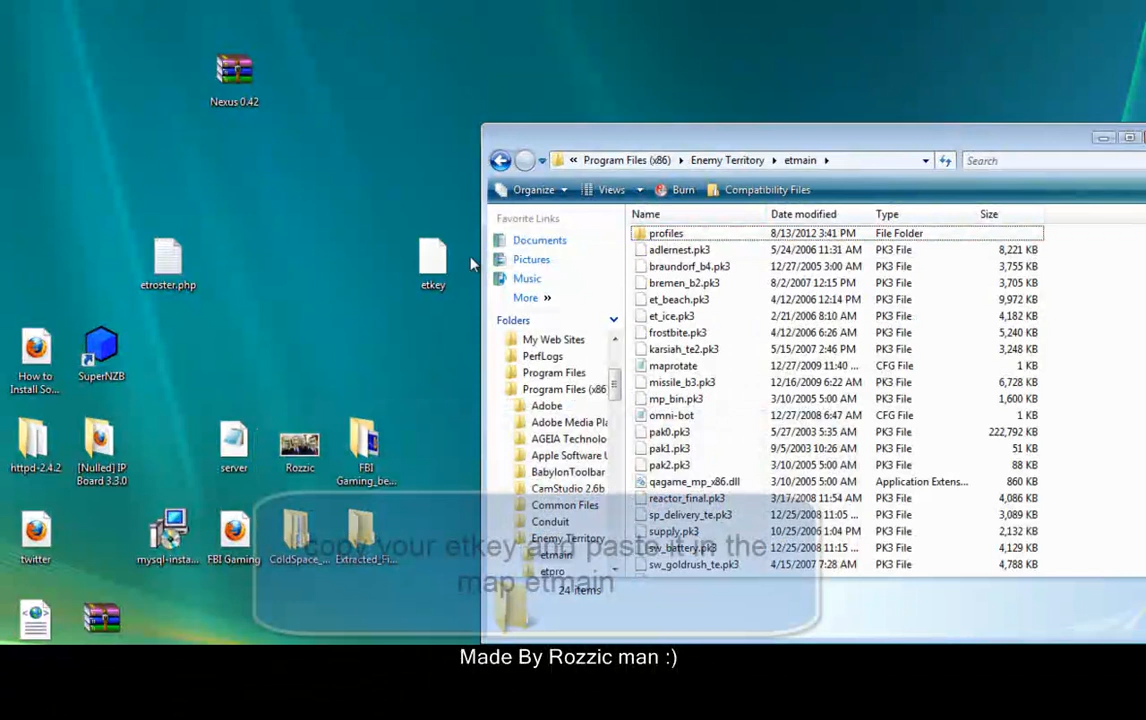 Nexus 0.42
etroster.php
etkey
How to
Install So...
SuperNZB
httpd-2.4.2
[Nulled] IP
Board 3.3.0
server
Rozzic
FBI
Gaming_be...
twitter
mysql-insta...
FBI Gaming
ColdSpace_...
Extracted_Fi...
« Program Files (x86) Enemy Territory etmain
Search
Organize Views Burn Compatibility Files
Favorite Links
Documents
Pictures
Music
More »
Folders
My Web Sites
PerfLogs
Program Files
Program Files (x86
Adobe
Adobe Media Pla
AGEIA Technolo
Apple Software U
BabylonToolbar
CamStudio 2.6b
Common Files
Conduit
Enemy Territory
etmain
etpro
Name Date modified Type Size
profiles 8/13/2012 3:41 PM File Folder
adlernest.pk3 5/24/2006 11:31 AM PK3 File 8,221 KB
braundorf_b4.pk3 12/27/2005 3:00 AM PK3 File 3,755 KB
bremen_b2.pk3 8/2/2007 12:15 PM PK3 File 3,705 KB
et_beach.pk3 4/12/2006 12:14 PM PK3 File 9,972 KB
et_ice.pk3 2/21/2006 8:10 AM PK3 File 4,182 KB
frostbite.pk3 4/12/2006 6:26 AM PK3 File 5,240 KB
karsiah_te2.pk3 5/15/2007 2:46 PM PK3 File 3,248 KB
maprotate 12/27/2009 11:40 ... CFG File 1 KB
missile_b3.pk3 12/16/2009 6:22 AM PK3 File 6,728 KB
mp_bin.pk3 3/10/2005 5:00 AM PK3 File 1,600 KB
omni-bot 12/27/2008 6:47 AM CFG File 1 KB
pak0.pk3 5/27/2003 5:35 AM PK3 File 222,792 KB
pak1.pk3 9/5/2003 10:26 AM PK3 File 51 KB
pak2.pk3 3/10/2005 5:00 AM PK3 File 88 KB
qagame_mp_x86.dll 3/10/2005 5:00 AM Application Extens... 860 KB
reactor_final.pk3 3/17/2008 11:54 AM PK3 File 4,086 KB
sp_delivery_te.pk3 12/25/2008 11:05 ... PK3 File 3,089 KB
supply.pk3 10/25/2006 1:04 PM PK3 File 2,132 KB
sw_battery.pk3 12/25/2008 11:15 ... PK3 File 4,129 KB
sw_goldrush_te.pk3 4/15/2007 7:28 AM PK3 File 4,788 KB
24 items
copy your etkey and paste it in the
map etmain
Made By Rozzic man :)